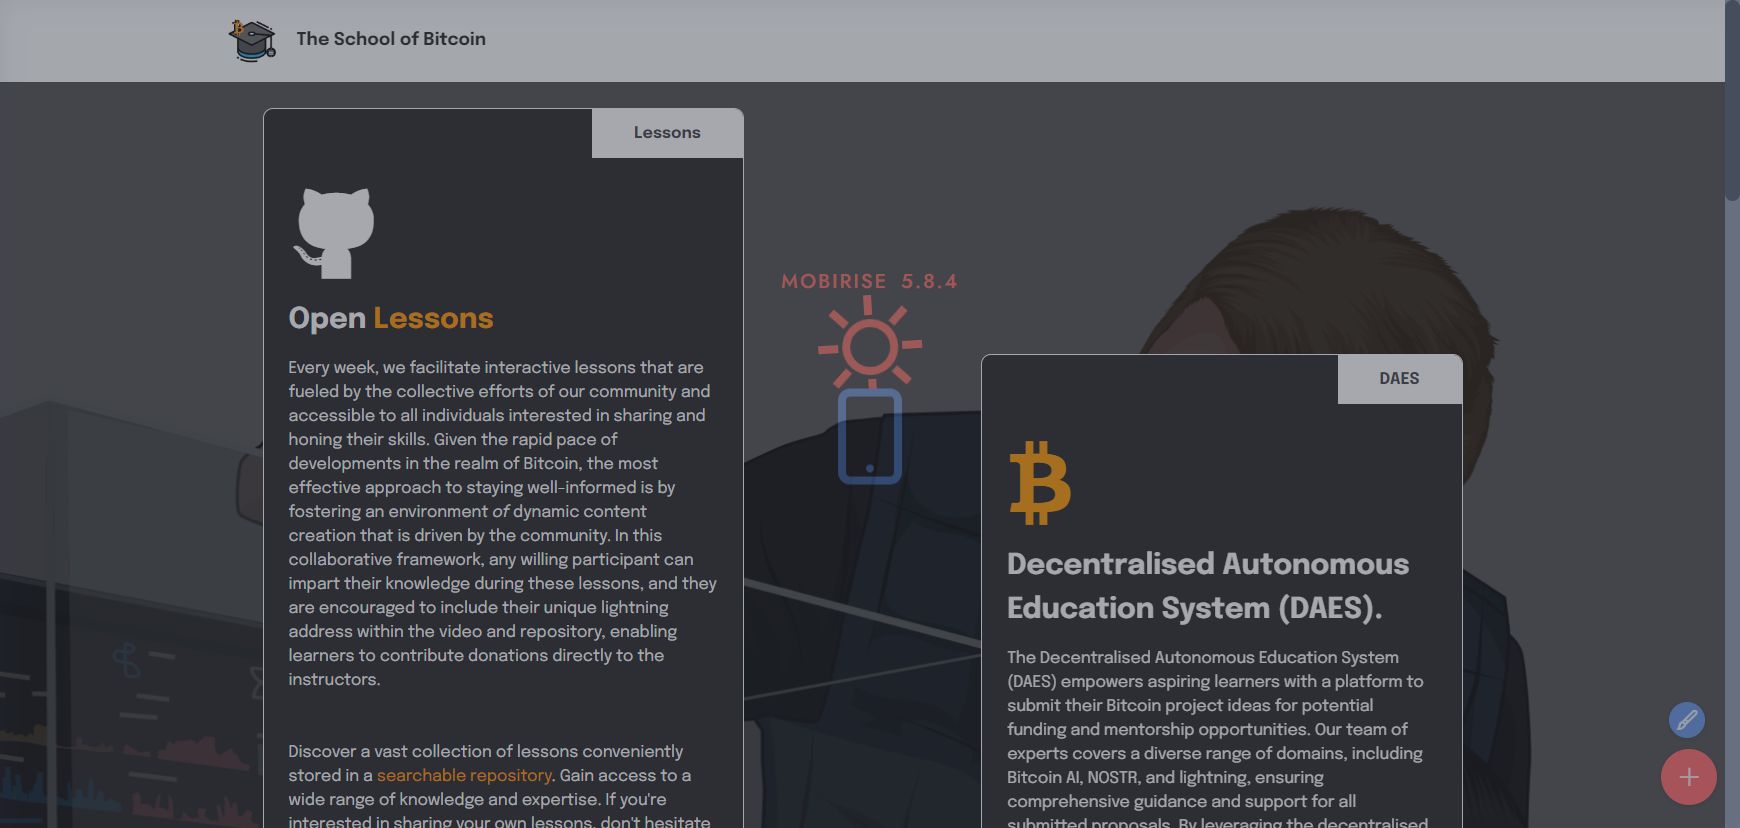 The School of Bitcoin
Lessons
Open Lessons
Every week, we facilitate interactive lessons that are
fueled by the collective efforts of our community and
accessible to all individuals interested in sharing and
honing their skills. Given the rapid pace of
developments in the realm of Bitcoin, the most
effective approach to staying well-informed is by
fostering an environment of dynamic content
creation that is driven by the community. In this
collaborative framework, any willing participant can
impart their knowledge during these lessons, and they
are encouraged to include their unique lightning
address within the video and repository, enabling
learners to contribute donations directly to the
instructors.
Discover a vast collection of lessons conveniently
stored in a searchable repository. Gain access to a
wide range of knowledge and expertise. If you're
interested in sharing your own lessons, don't hesitate
MOBIRISE 5.8.4
DAES
Decentralised Autonomous
Education System (DAES).
The Decentralised Autonomous Education System
(DAES) empowers aspiring learners with a platform to
submit their Bitcoin project ideas for potential
funding and mentorship opportunities. Our team of
experts covers a diverse range of domains, including
Bitcoin AI, NOSTR, and lightning, ensuring
comprehensive guidance and support for all
submitted proposals. By leveraging the decentralised